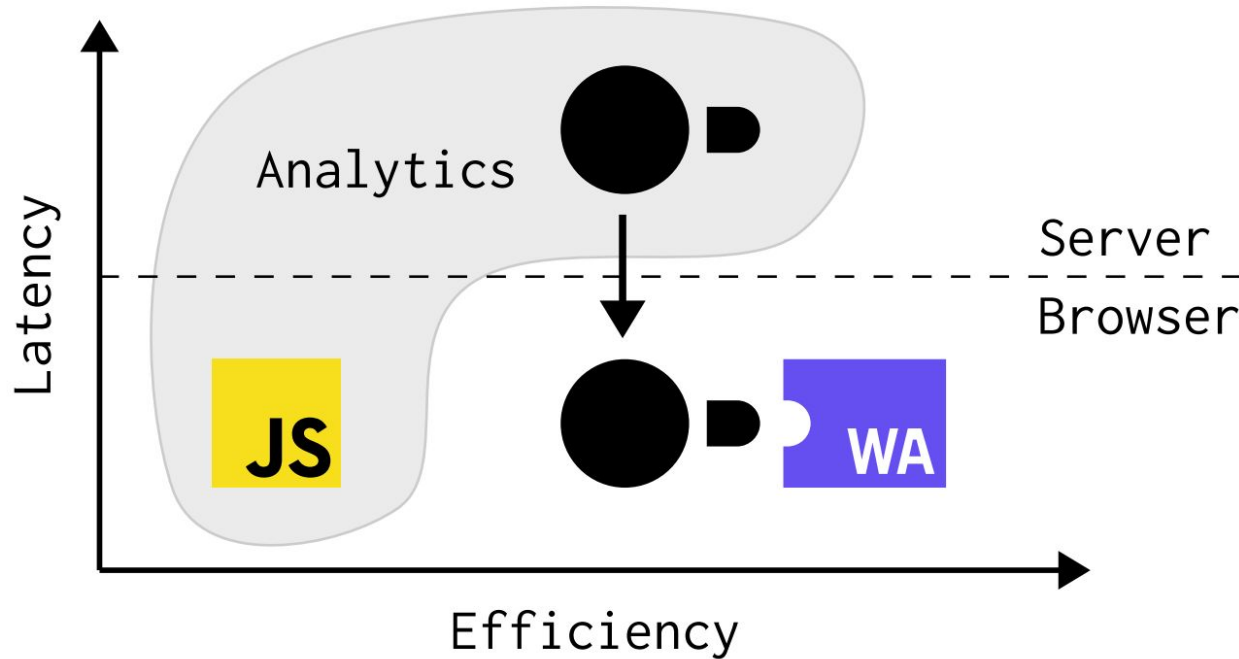 Analytics
Latency
Server
Browser
JS
WA
Efficiency